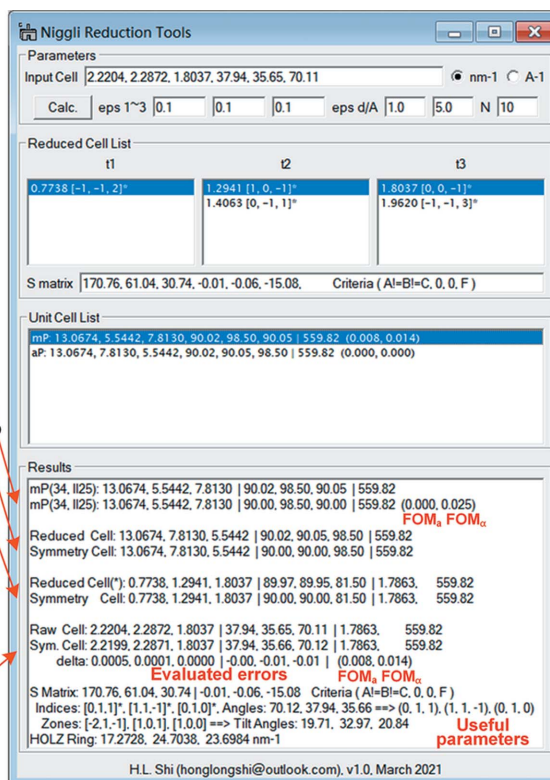 Niggli Reduction Tools
Parameters
Input Cell 2.2204, 2.2872, 1.8037, 37.94, 35.65, 70.11 nm-1 A-1
Calc. eps 1~3 0.1 0.1 0.1 eps d/A 1.0 5.0 N 10
Reduced Cell List
t1 t2 t3
0.7738 [-1, -1, 2]* 1.2941 [1, 0, -1]* 1.8037 [0, 0, -1]*
1.4063 [0, -1, 1]* 1.9620 [-1, -1, 3]*
S matrix 170.76, 61.04, 30.74, -0.01, -0.06, -15.08, Criteria ( A!=B!=C, 0, 0, F )
Unit Cell List
mP: 13.0674, 5.5442, 7.8130, 90.02, 98.50, 90.05 | 559.82 (0.008, 0.014)
aP: 13.0674, 7.8130, 5.5442, 90.02, 90.05, 98.50 | 559.82 (0.000, 0.000)
Results
mP(34, II25): 13.0674, 5.5442, 7.8130 | 90.02, 98.50, 90.05 | 559.82
mP(34, II25): 13.0674, 5.5442, 7.8130 | 90.00, 98.50, 90.00 | 559.82 (0.000, 0.025)
FOMa FOMα
Reduced Cell: 13.0674, 7.8130, 5.5442 | 90.02, 90.05, 98.50 | 559.82
Symmetry Cell: 13.0674, 7.8130, 5.5442 | 90.00, 90.00, 98.50 | 559.82
Reduced Cell(*): 0.7738, 1.2941, 1.8037 | 89.97, 89.95, 81.50 | 1.7863, 559.82
Symmetry Cell: 0.7738, 1.2941, 1.8037 | 90.00, 90.00, 81.50 | 1.7863, 559.82
Raw Cell: 2.2204, 2.2872, 1.8037 | 37.94, 35.65, 70.11 | 1.7863, 559.82
Sym. Cell: 2.2199, 2.2871, 1.8037 | 37.94, 35.66, 70.12 | 1.7863, 559.82
delta: 0.0005, 0.0001, 0.0000 | -0.00, -0.01, -0.01 | (0.008, 0.014)
Evaluated errors FOMa FOMα
S Matrix: 170.76, 61.04, 30.74 | -0.01, -0.06, -15.08 Criteria ( A!=B!=C, 0, 0, F )
Indices: [0,1,1]*, [1,1,-1]*, [0,1,0]*, Angles: 70.12, 37.94, 35.66 ==> (0, 1, 1), (1, 1, -1), (0, 1, 0)
Zones: [-2,1,-1], [1,0,1], [1,0,0] ==> Tilt Angles: 19.71, 32.97, 20.84
HOLZ Ring: 17.2728, 24.7038, 23.6984 nm-1
Useful
parameters
H.L. Shi (honglongshi@outlook.com), v1.0, March 2021